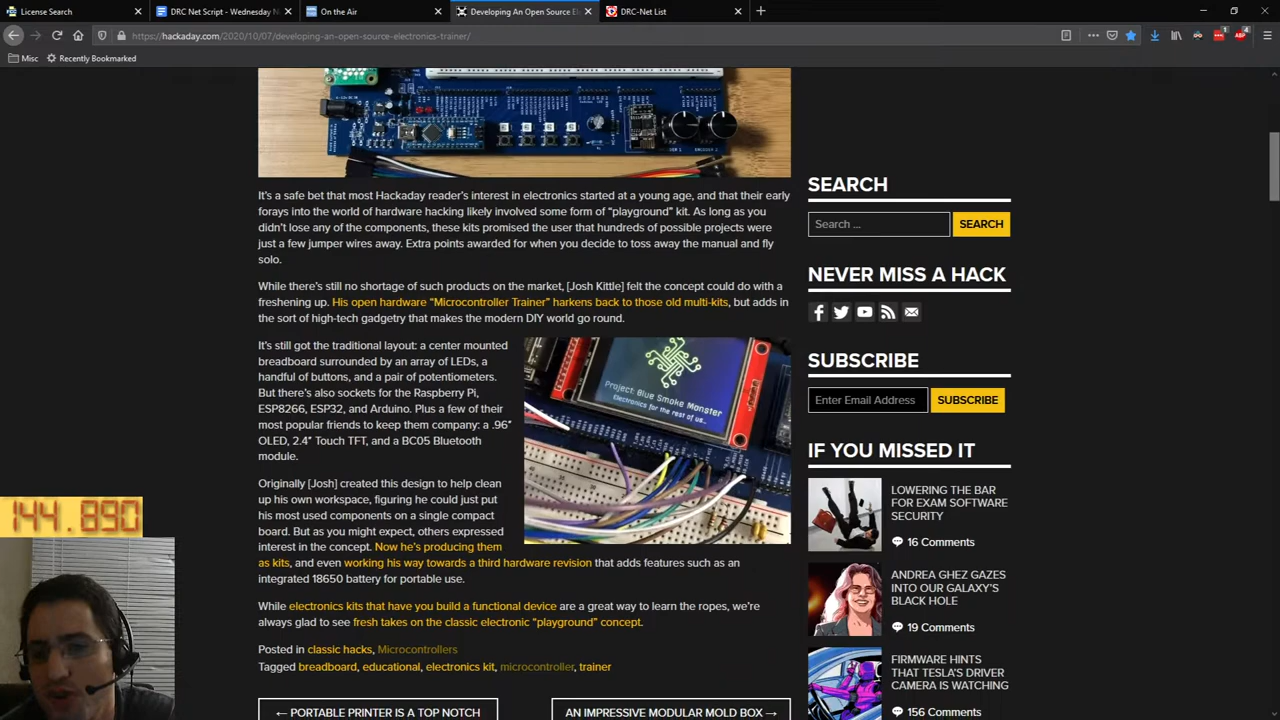 License Search
DRC Net Script - Wednesday N
On the Air
Developing An Open Source El
DRC-Net List
https://hackaday.com/2020/10/07/developing-an-open-source-electronics-trainer/
Misc
Recently Bookmarked
It's a safe bet that most Hackaday reader's interest in electronics started at a young age, and that their early
forays into the world of hardware hacking likely involved some form of "playground" kit. As long as you
didn't lose any of the components, these kits promised the user that hundreds of possible projects were
just a few jumper wires away. Extra points awarded for when you decide to toss away the manual and fly
solo.
While there's still no shortage of such products on the market, [Josh Kittle] felt the concept could do with a
freshening up. His open hardware "Microcontroller Trainer" harkens back to those old multi-kits, but adds in
the sort of high-tech gadgetry that makes the modern DIY world go round.
It's still got the traditional layout: a center mounted
breadboard surrounded by an array of LEDs, a
handful of buttons, and a pair of potentiometers.
But there's also sockets for the Raspberry Pi,
ESP8266, ESP32, and Arduino. Plus a few of their
most popular friends to keep them company: a .96"
OLED, 2.4" Touch TFT, and a BC05 Bluetooth
module.
Project: Blue Smoke Monster
Electronics for the rest of us...
Originally [Josh] created this design to help clean
up his own workspace, figuring he could just put
his most used components on a single compact
board. But as you might expect, others expressed
interest in the concept. Now he's producing them
as kits, and even working his way towards a third hardware revision that adds features such as an
integrated 18650 battery for portable use.
While electronics kits that have you build a functional device are a great way to learn the ropes, we're
always glad to see fresh takes on the classic electronic "playground" concept.
Posted in classic hacks, Microcontrollers
Tagged breadboard, educational, electronics kit, microcontroller, trainer
← PORTABLE PRINTER IS A TOP NOTCH
AN IMPRESSIVE MODULAR MOLD BOX →
SEARCH
Search ...
SEARCH
NEVER MISS A HACK
SUBSCRIBE
Enter Email Address
SUBSCRIBE
IF YOU MISSED IT
LOWERING THE BAR
FOR EXAM SOFTWARE
SECURITY
16 Comments
ANDREA GHEZ GAZES
INTO OUR GALAXY'S
BLACK HOLE
19 Comments
FIRMWARE HINTS
THAT TESLA'S DRIVER
CAMERA IS WATCHING
156 Comments
144.890